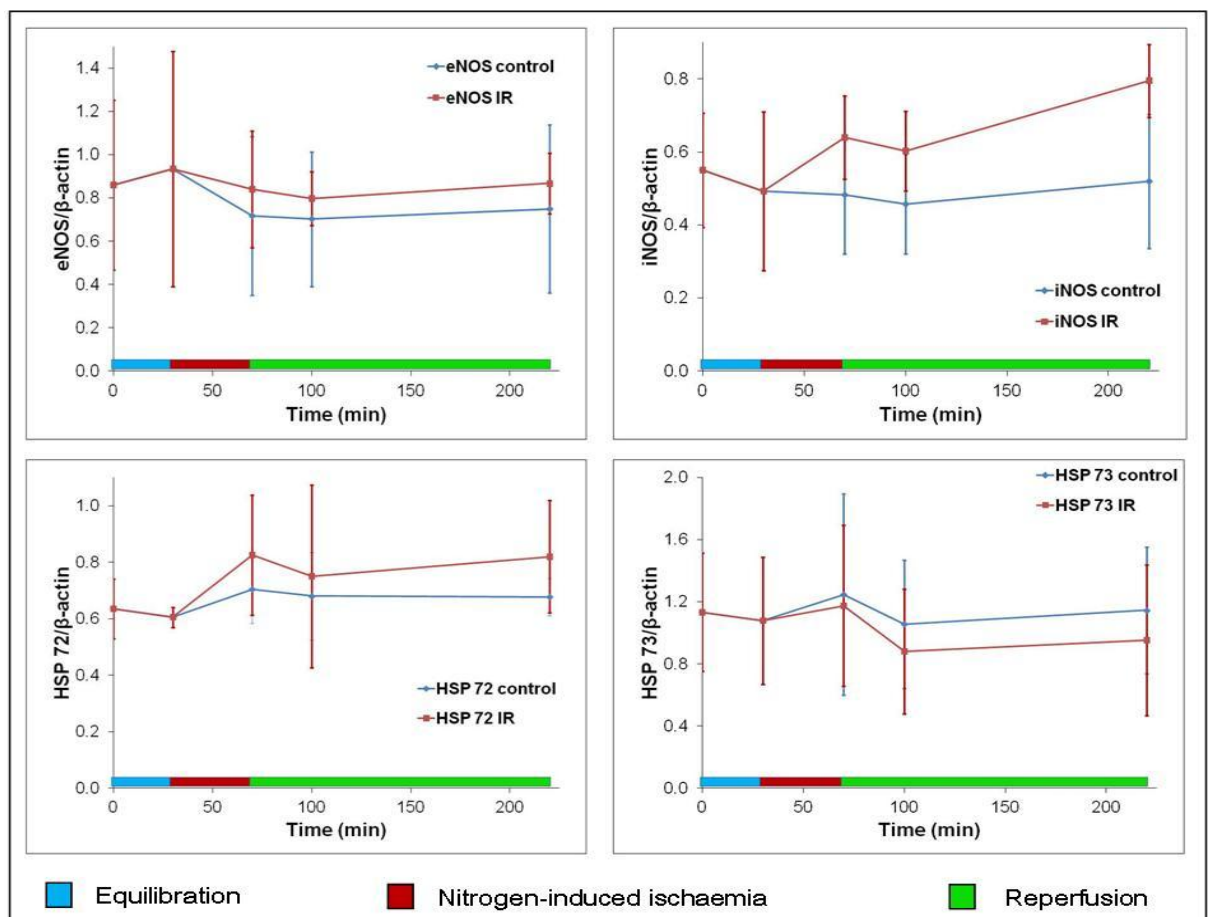 eNOS/β-actin
1.4
1.2
1.0
0.8
0.6
0.4
0.2
0.0
eNOS control
eNOS IR
0 50 100 150 200
Time (min)
iNOS/β-actin
0.8
0.6
0.4
0.2
0.0
iNOS control
iNOS IR
0 50 100 150 200
Time (min)
HSP 72/β-actin
1.0
0.8
0.6
0.4
0.2
0.0
HSP 72 control
HSP 72 IR
0 50 100 150 200
Time (min)
HSP 73/β-actin
2.0
1.6
1.2
0.8
0.4
0.0
HSP 73 control
HSP 73 IR
0 50 100 150 200
Time (min)
Equilibration Nitrogen-induced ischaemia Reperfusion